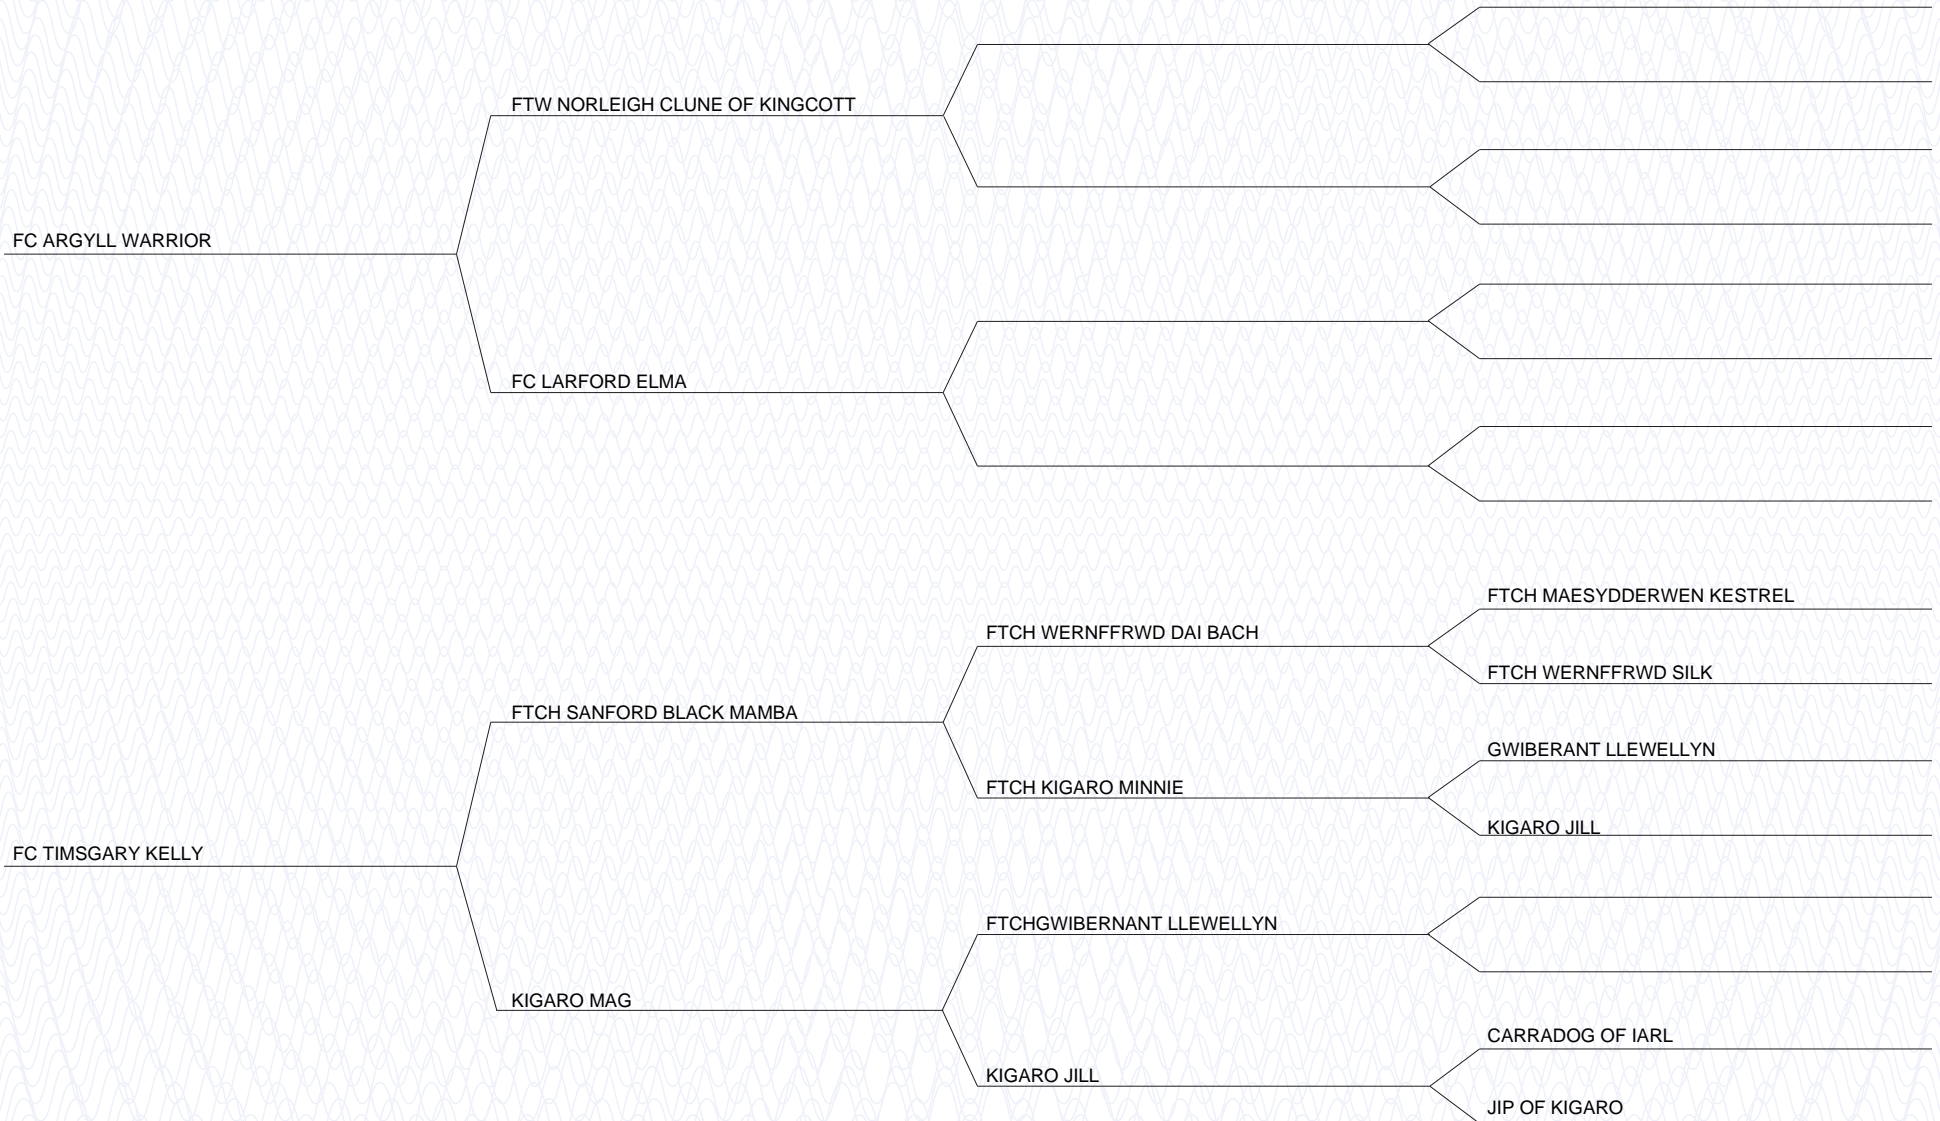 FTW NORLEIGH CLUNE OF KINGCOTT
FC ARGYLL WARRIOR
FC LARFORD ELMA
FTCH MAESYDDERWEN KESTREL
FTCH WERNFFRWD DAI BACH
FTCH WERNFFRWD SILK
FTCH SANFORD BLACK MAMBA
GWIBERANT LLEWELLYN
FTCH KIGARO MINNIE
KIGARO JILL
FC TIMSGARY KELLY
FTCHGWIBERNANT LLEWELLYN
KIGARO MAG
CARRADOG OF IARL
KIGARO JILL
JIP OF KIGARO